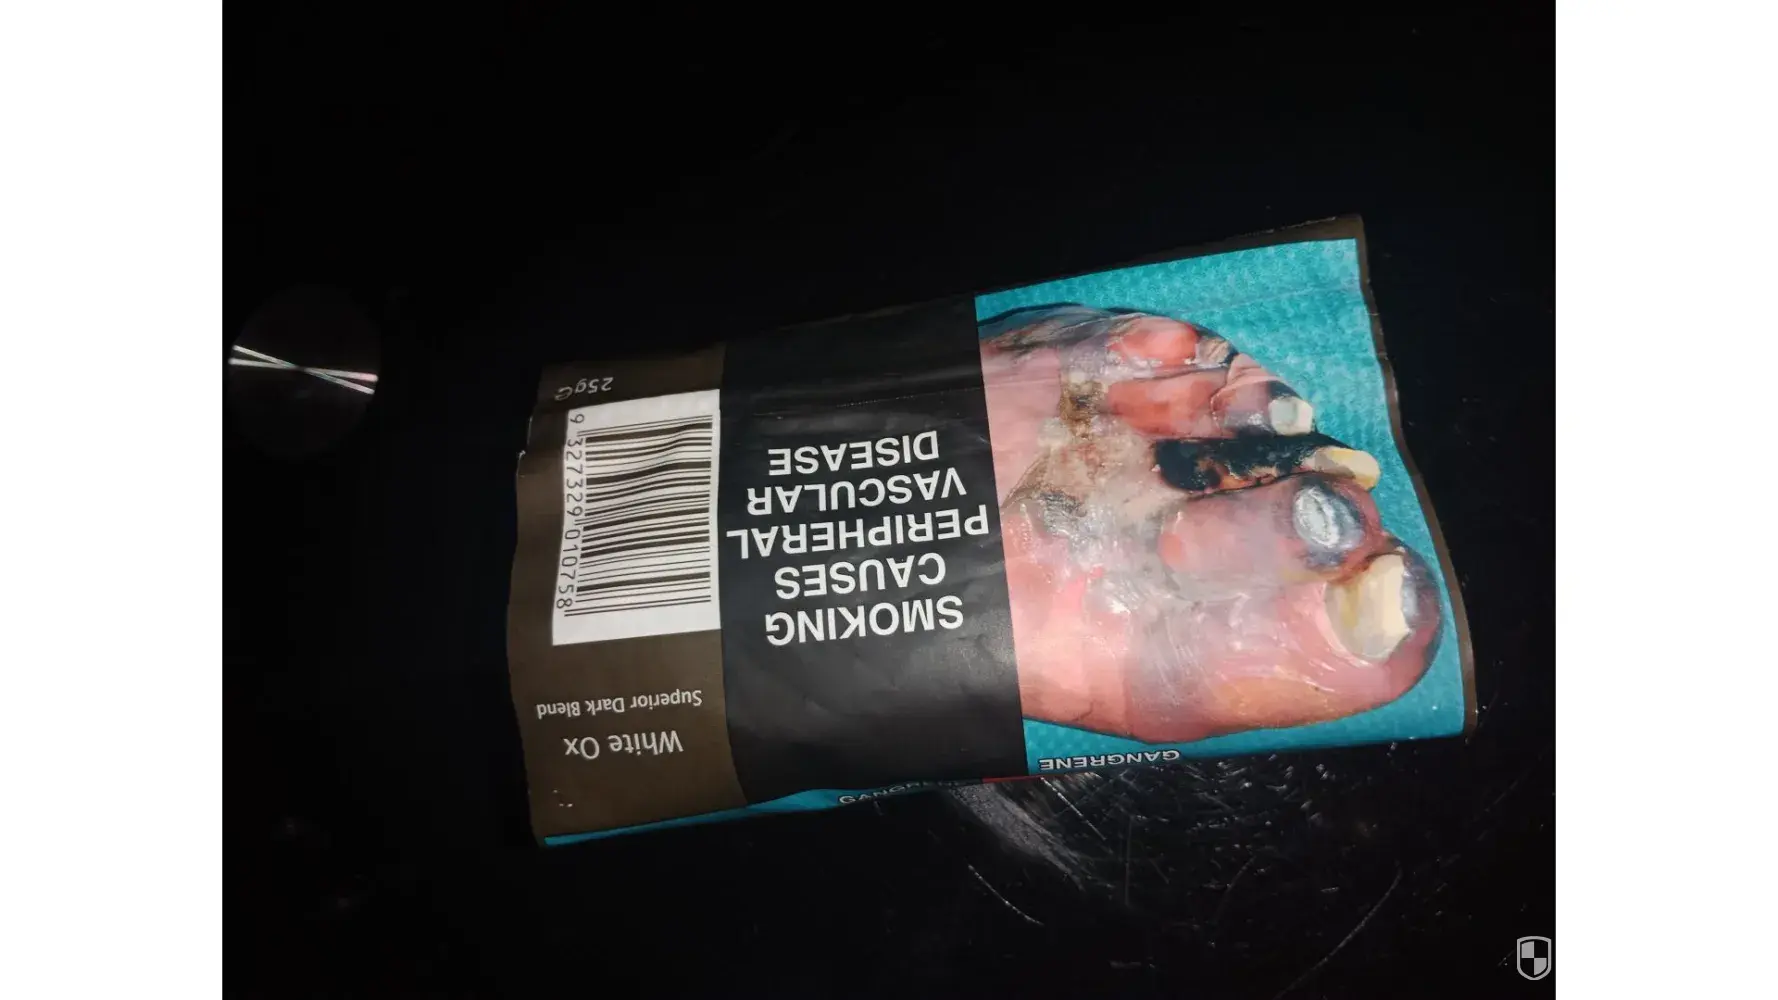 GANGRENE
SMOKING
CAUSES
PERIPHERAL
VASCULAR
DISEASE
White Ox
Superior Dark Blend
9 327329 010758
25g